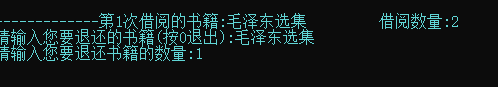 -------------第1次借阅的书籍:毛泽东选集 借阅数量:2
请输入您要退还的书籍(按0退出):毛泽东选集
请输入您要退还书籍的数量:1